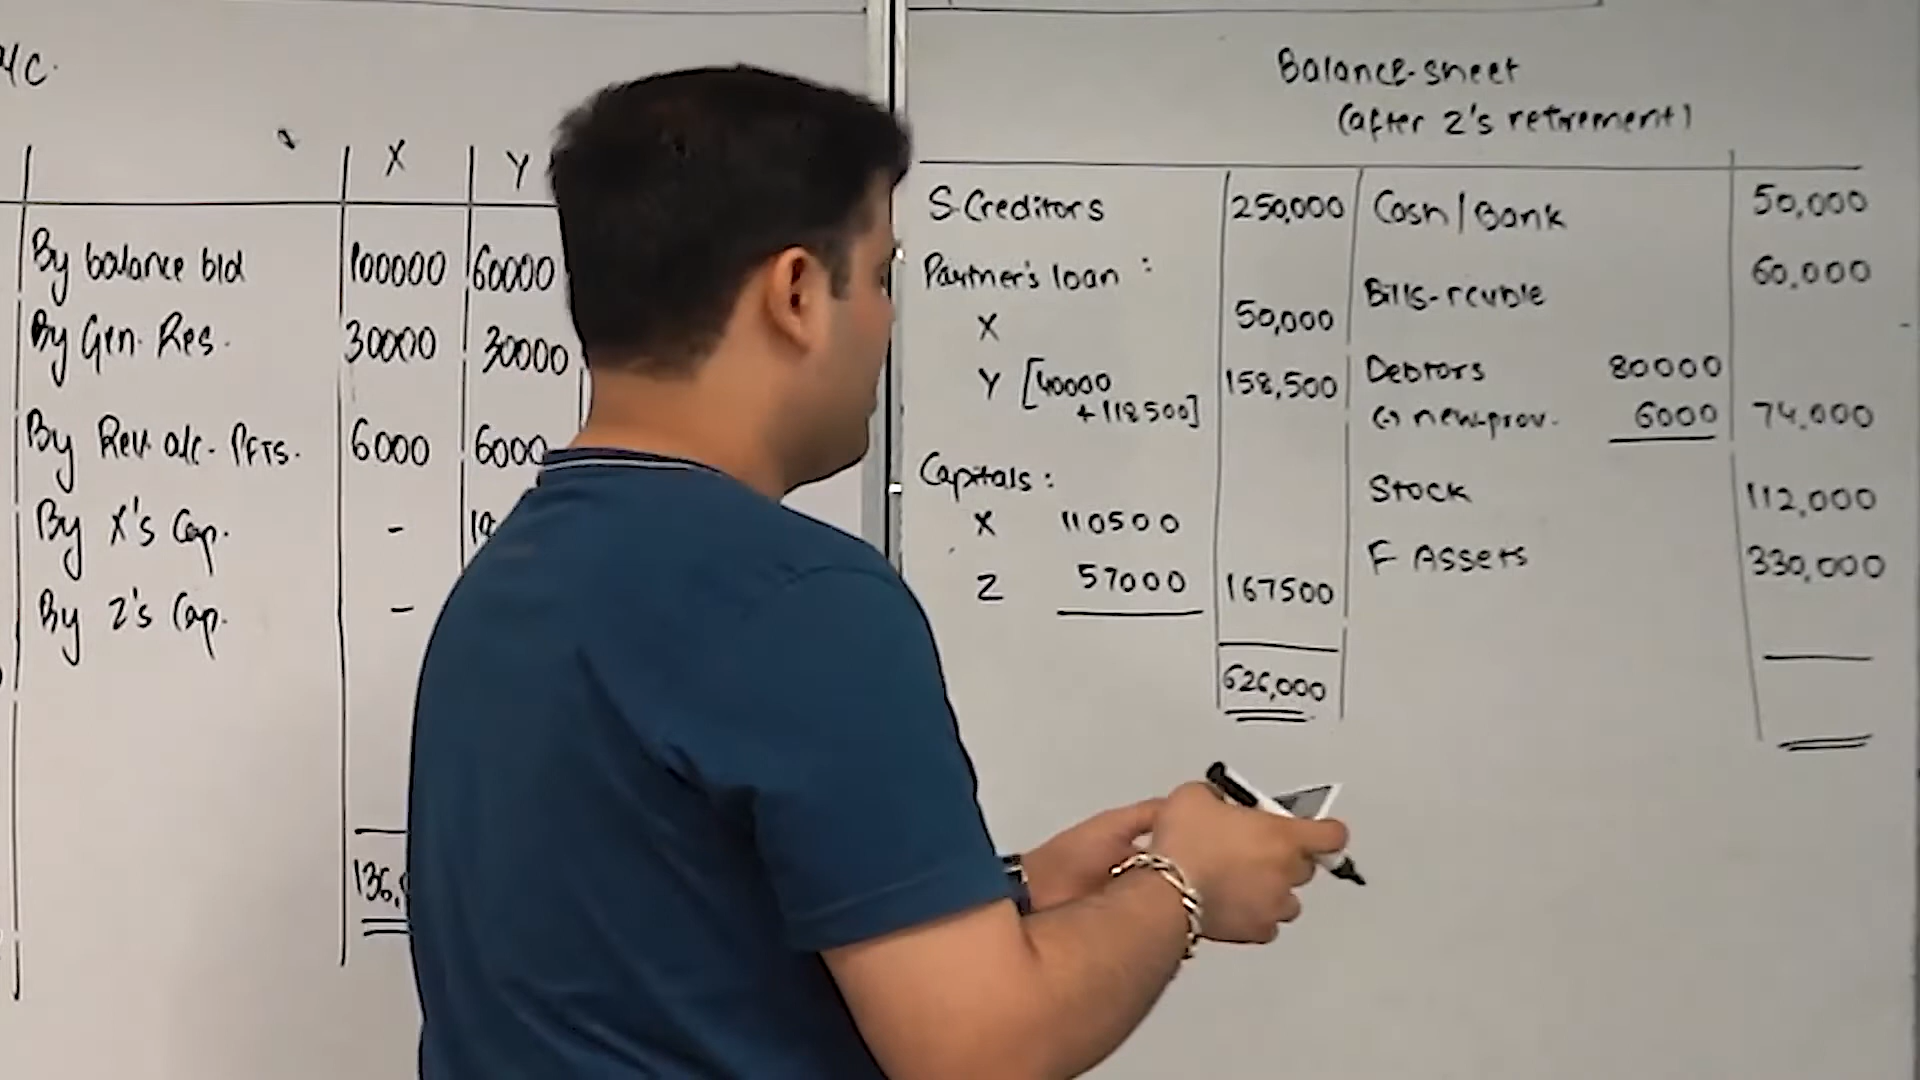 A/C.
X Y
By balance b/d 100000 60000
By Gen. Res. 30000 30000
By Rev. a/c. Pfts. 6000 6000
By X's Cap. -
By Z's Cap. -
Balance-sheet
(after Z's retirement)
S. Creditors 250,000
Partner's loan :
X 50,000
Y [40000 158,500
+118500]
Capitals :
X 110500
Z 57000 167500
626,000
Cash/Bank 50,000
Bills-rcvble 60,000
Debtors 80000
(-) new prov. 6000 74,000
Stock 112,000
F Assets 330,000